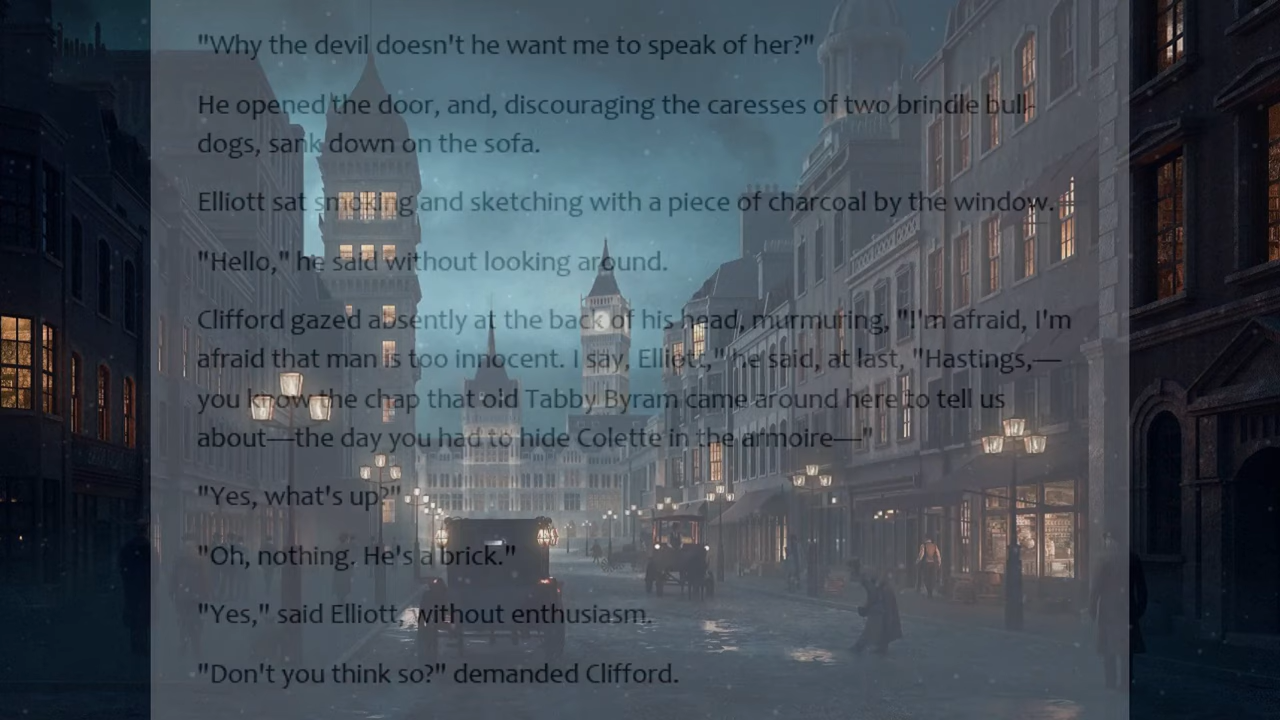 "Why the devil doesn't he want me to speak of her?"
He opened the door, and, discouraging the caresses of two brindle bull-
dogs, sank down on the sofa.
Elliott sat smoking and sketching with a piece of charcoal by the window.
"Hello," he said without looking around.
Clifford gazed absently at the back of his head, murmuring, "I'm afraid, I'm
afraid that man is too innocent. I say, Elliott," he said, at last, "Hastings,—
you know the chap that old Tabby Byram came around here to tell us
about—the day you had to hide Colette in the armoire—"
"Yes, what's up?"
"Oh, nothing. He's a brick."
"Yes," said Elliott, without enthusiasm.
"Don't you think so?" demanded Clifford.